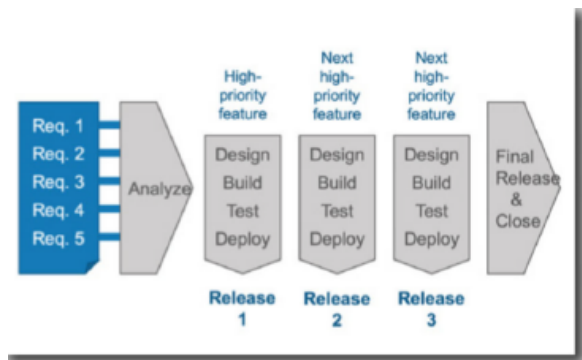 Req. 1
Req. 2
Req. 3
Req. 4
Req. 5
Analyze
High-
priority
feature
Design
Build
Test
Deploy
Release
1
Next
high-
priority
feature
Design
Build
Test
Deploy
Release
2
Next
high-
priority
feature
Design
Build
Test
Deploy
Release
3
Final
Release
&
Close